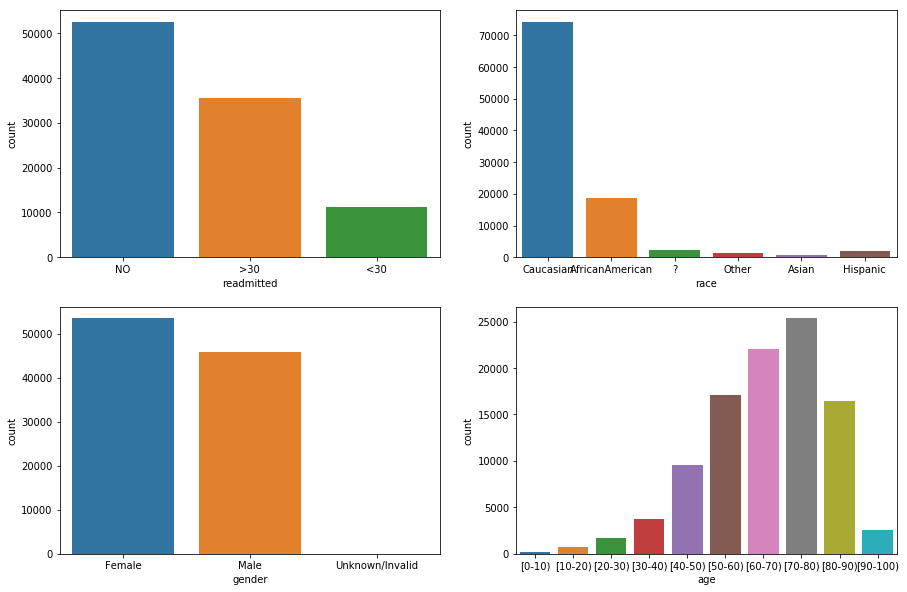 50000
40000
30000
20000
10000
0
count
NO >30 <30
readmitted
70000
60000
50000
40000
30000
20000
10000
0
count
Caucasian AfricanAmerican ? Other Asian Hispanic
race
50000
40000
30000
20000
10000
0
count
Female Male Unknown/Invalid
gender
25000
20000
15000
10000
5000
0
count
[0-10) [10-20) [20-30) [30-40) [40-50) [50-60) [60-70) [70-80) [80-90) [90-100)
age